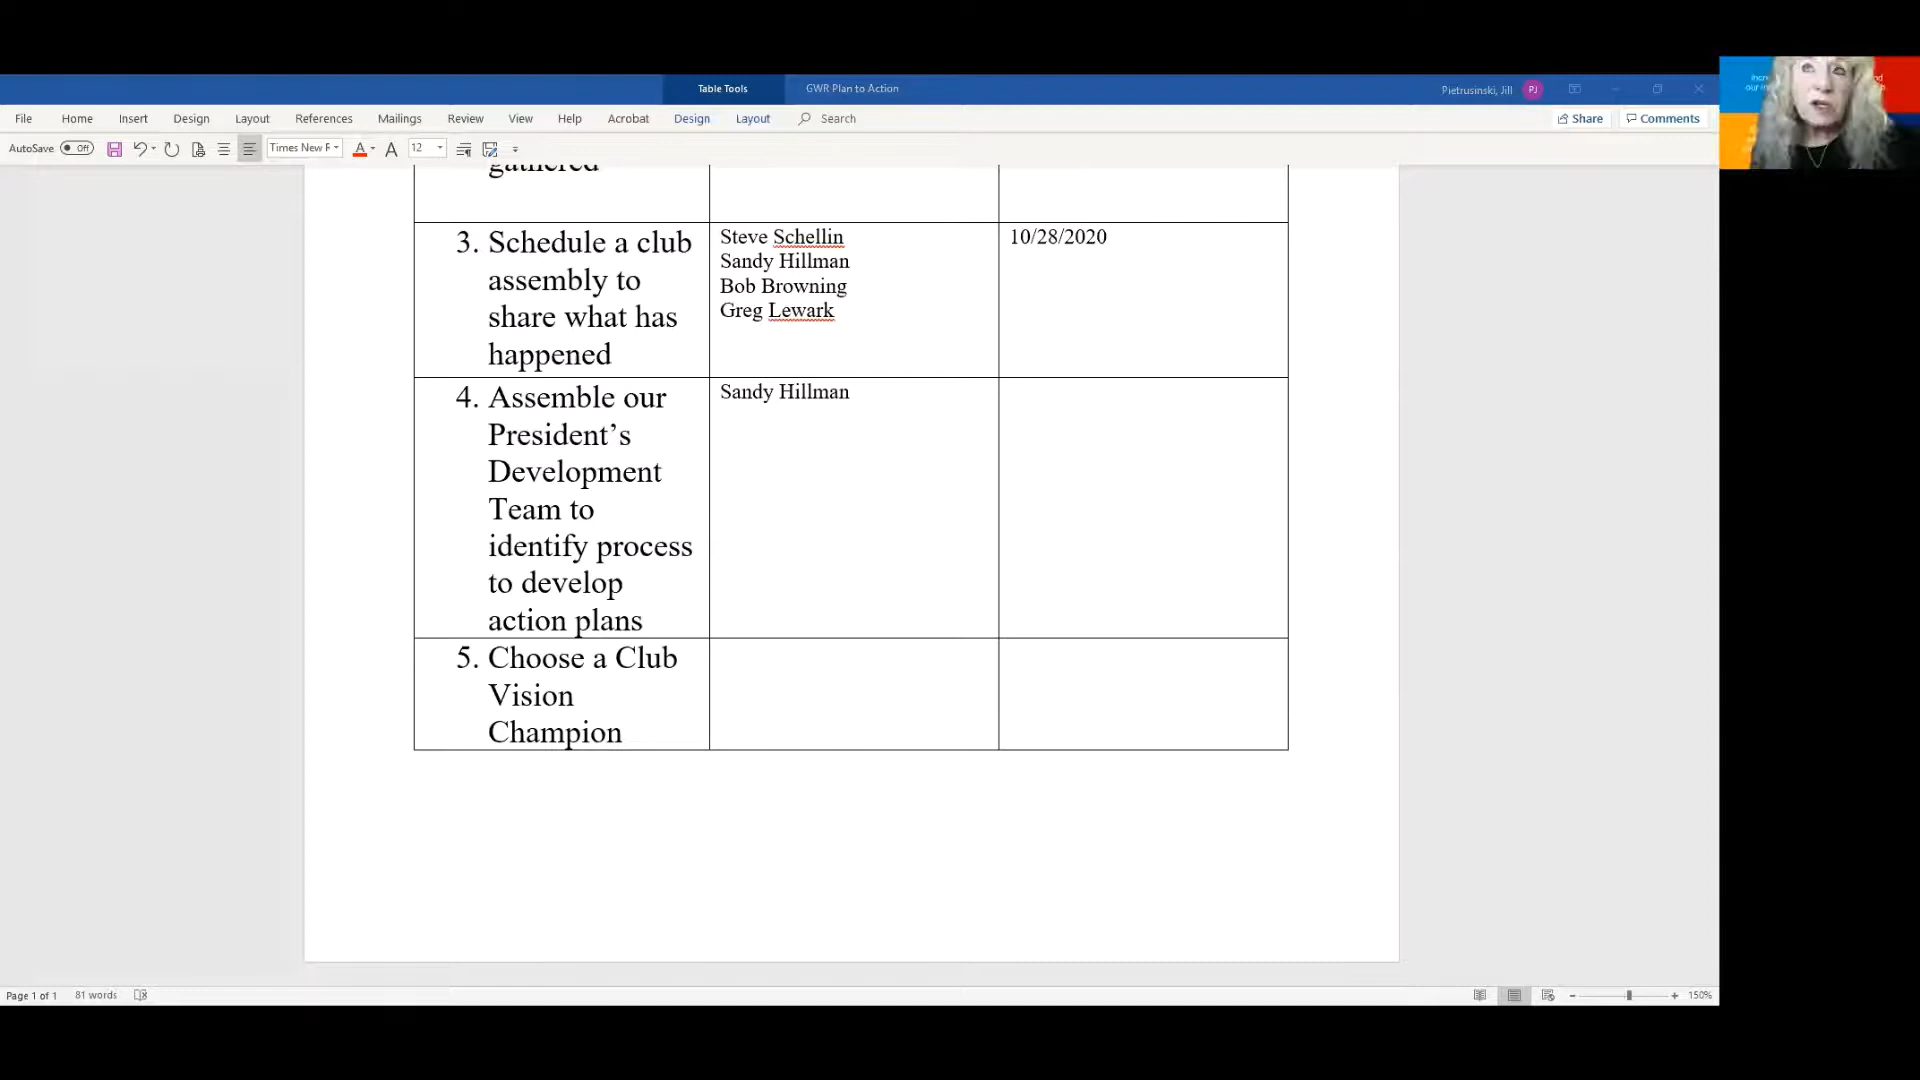 Table Tools
GWR Plan to Action
Pietrusinski, Jill
PJ
File Home Insert Design Layout References Mailings Review View Help Acrobat Design Layout Search
Share
Comments
AutoSave Off
Times New F
A
A
12
gathered
3. Schedule a club
assembly to
share what has
happened
Steve Schellin
Sandy Hillman
Bob Browning
Greg Lewark
10/28/2020
4. Assemble our
President’s
Development
Team to
identify process
to develop
action plans
Sandy Hillman
5. Choose a Club
Vision
Champion
Page 1 of 1 81 words
150%